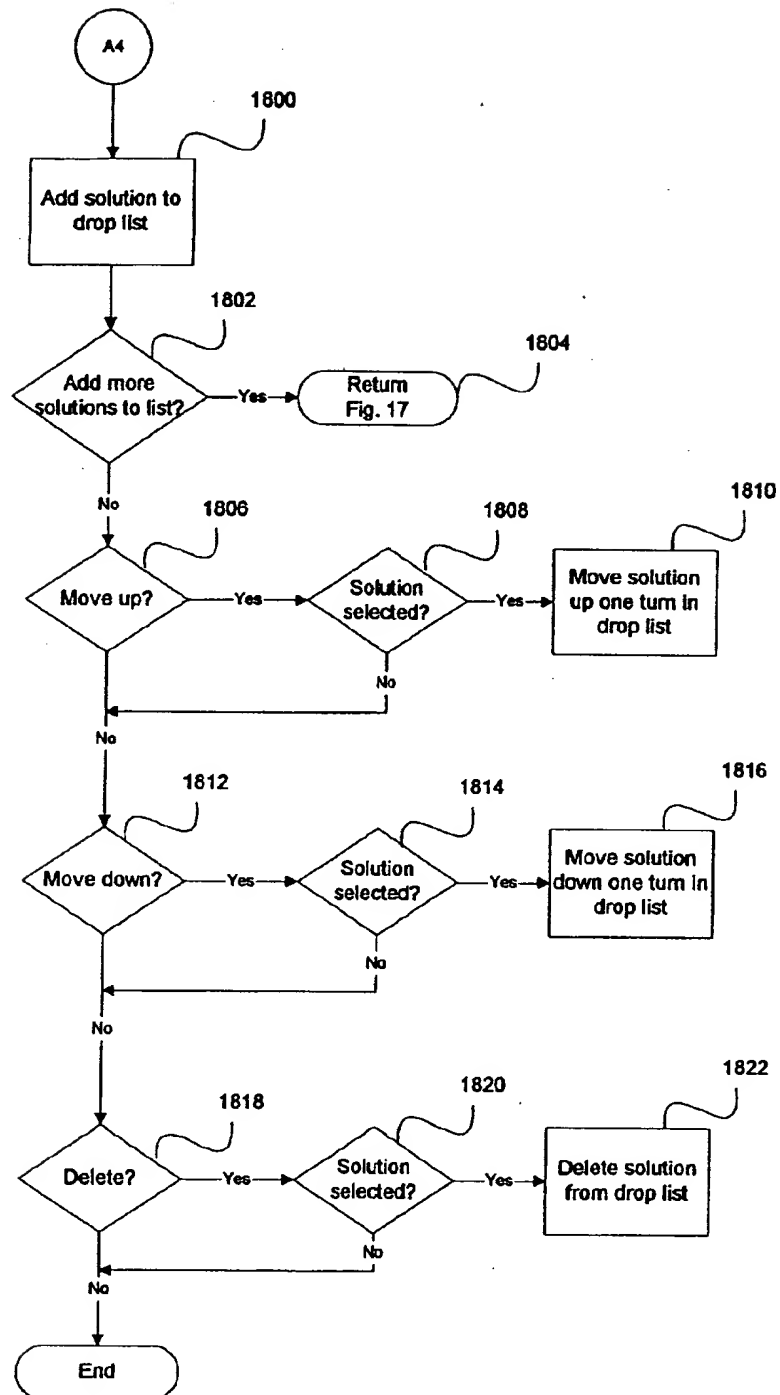 A4
1800
Add solution to
drop list
1802
Add more
solutions to list?
Yes
Return
Fig. 17
1804
No
1806
Move up?
Yes
1808
Solution
selected?
Yes
1810
Move solution
up one turn in
drop list
No
No
1812
Move down?
Yes
1814
Solution
selected?
Yes
1816
Move solution
down one turn in
drop list
No
No
1818
Delete?
Yes
1820
Solution
selected?
Yes
1822
Delete solution
from drop list
No
No
End